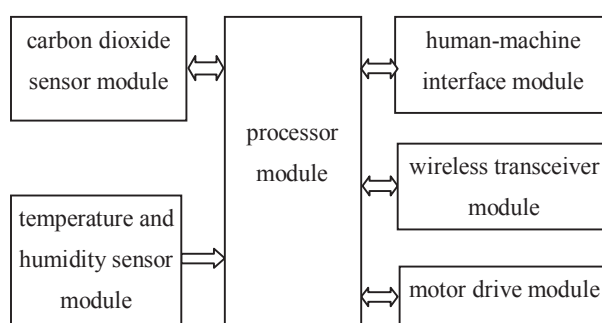 carbon dioxide
sensor module
temperature and
humidity sensor
module
processor
module
human-machine
interface module
wireless transceiver
module
motor drive module